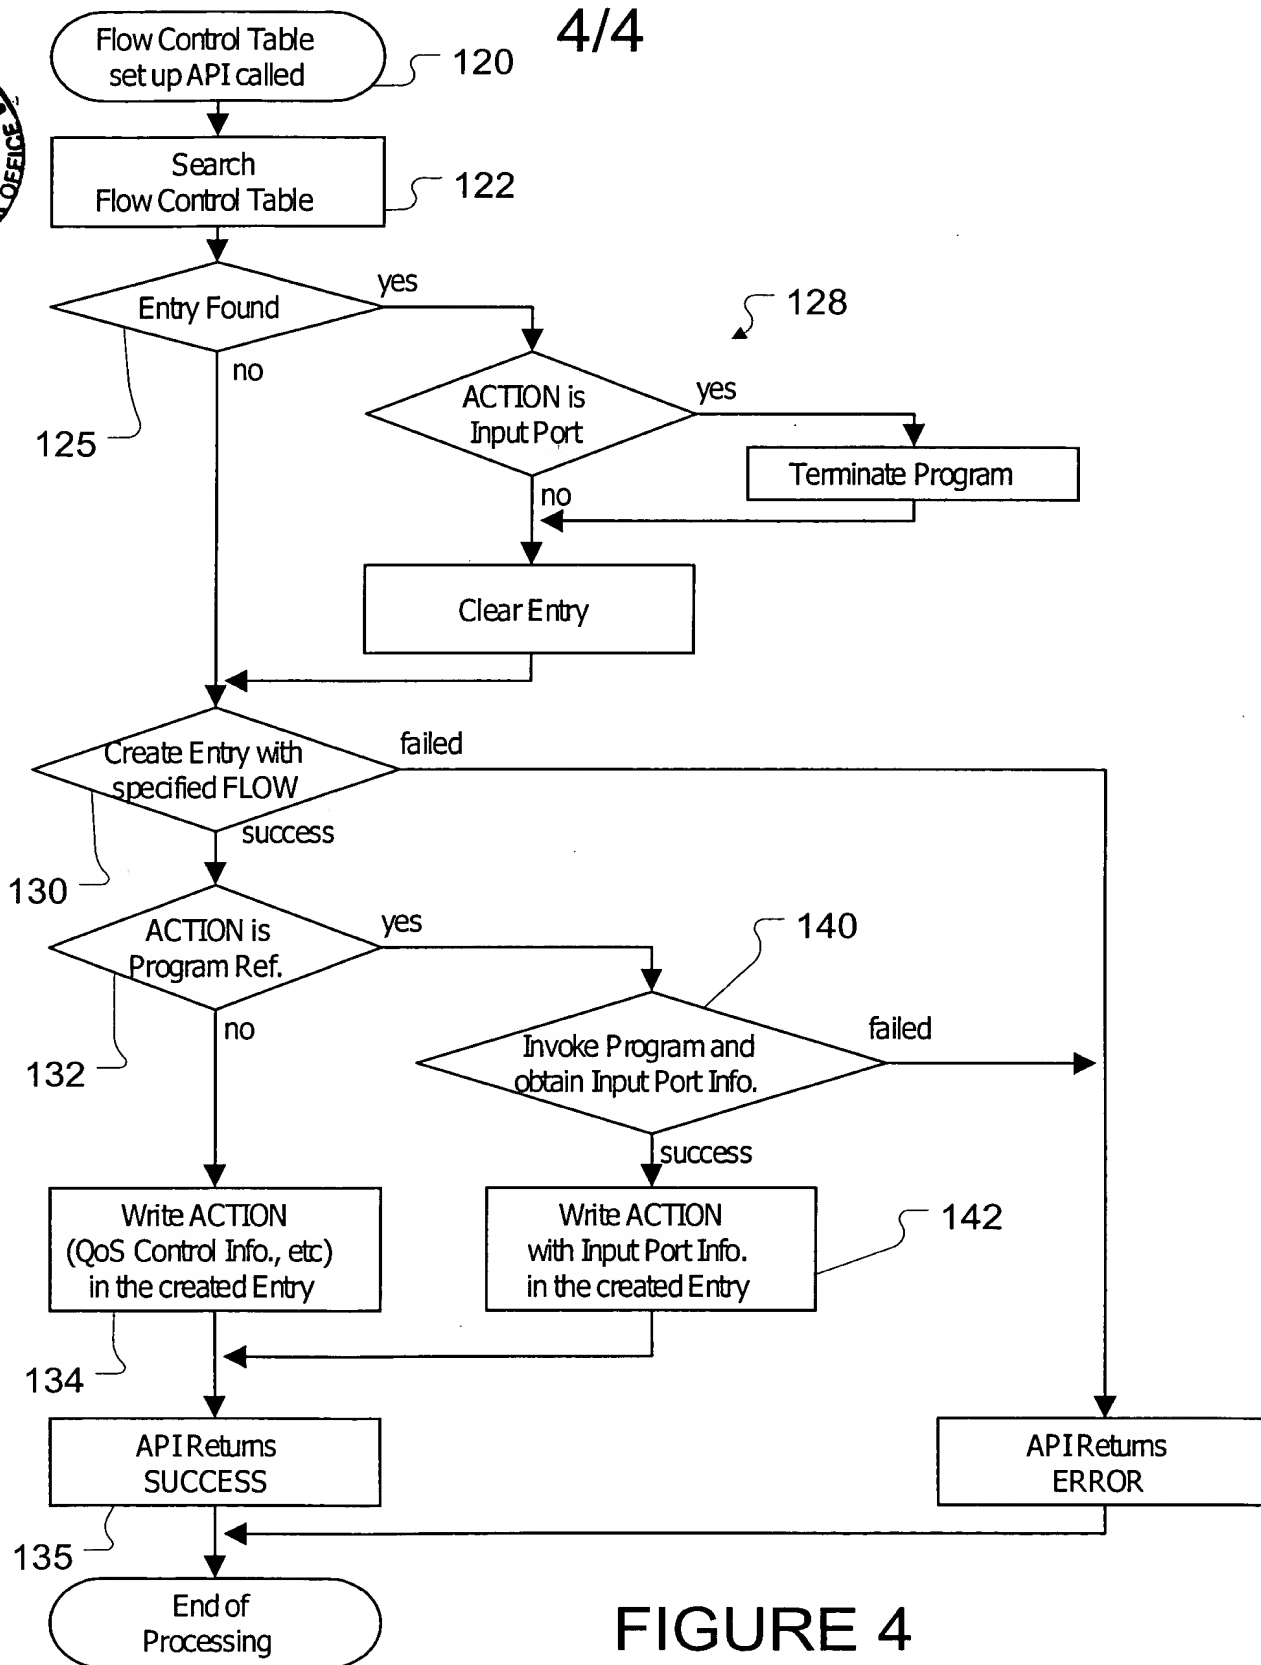 4/4
Flow Control Table
set up API called
120
OFFICE
Search
Flow Control Table
122
Entry Found
yes
no
125
128
ACTION is
Input Port
yes
no
Terminate Program
Clear Entry
Create Entry with
specified FLOW
failed
success
130
ACTION is
Program Ref.
yes
no
132
140
Invoke Program and
obtain Input Port Info.
failed
success
Write ACTION
(QoS Control Info., etc)
in the created Entry
134
Write ACTION
with Input Port Info.
in the created Entry
142
API Returns
SUCCESS
135
API Returns
ERROR
End of
Processing
FIGURE 4